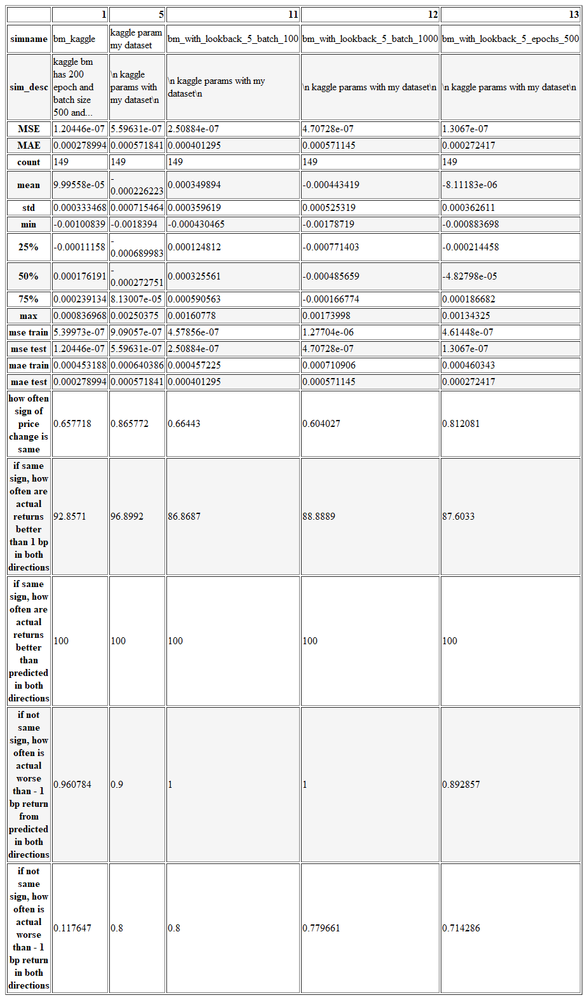 1 5 11 12 13
simname bm_kaggle kaggle param my dataset bm_with_lookback_5_batch_100 bm_with_lookback_5_batch_1000 bm_with_lookback_5_epochs_500
sim_desc kaggle bm has 200 epoch and batch size 500 and... \n kaggle params with my dataset\n \n kaggle params with my dataset\n \n kaggle params with my dataset\n \n kaggle params with my dataset\n
MSE 1.20446e-07 5.59631e-07 2.50884e-07 4.70728e-07 1.3067e-07
MAE 0.000278994 0.000571841 0.000401295 0.000571145 0.000272417
count 149 149 149 149 149
mean 9.99558e-05 -0.000226223 0.000349894 -0.000443419 -8.11183e-06
std 0.000333468 0.000715464 0.000359619 0.000525319 0.000362611
min -0.00100839 -0.0018394 -0.000430465 -0.00178719 -0.000883698
25% -0.00011158 -0.000689983 0.000124812 -0.000771403 -0.000214458
50% 0.000176191 -0.000272751 0.000325561 -0.000485659 -4.82798e-05
75% 0.000239134 8.13007e-05 0.000590563 -0.000166774 0.000186682
max 0.000836968 0.00250375 0.00160778 0.00173998 0.00134325
mse train 5.39973e-07 9.09057e-07 4.57856e-07 1.27704e-06 4.61448e-07
mse test 1.20446e-07 5.59631e-07 2.50884e-07 4.70728e-07 1.3067e-07
mae train 0.000453188 0.000640386 0.000457225 0.000710906 0.000460343
mae test 0.000278994 0.000571841 0.000401295 0.000571145 0.000272417
how often sign of price change is same 0.657718 0.865772 0.66443 0.604027 0.812081
if same sign, how often are actual returns better than 1 bp in both directions 92.8571 96.8992 86.8687 88.8889 87.6033
if same sign, how often are actual returns better than predicted in both directions 100 100 100 100 100
if not same sign, how often is actual worse than - 1 bp return from predicted in both directions 0.960784 0.9 1 1 0.892857
if not same sign, how often is actual worse than - 1 bp return in both directions 0.117647 0.8 0.8 0.779661 0.714286